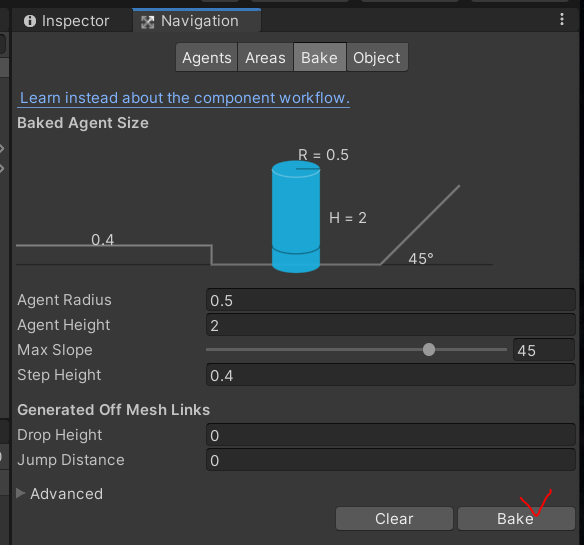 Inspector Navigation
Agents Areas Bake Object
Learn instead about the component workflow.
Baked Agent Size
R = 0.5
H = 2
0.4
45°
Agent Radius 0.5
Agent Height 2
Max Slope 45
Step Height 0.4
Generated Off Mesh Links
Drop Height 0
Jump Distance 0
Advanced
Clear Bake